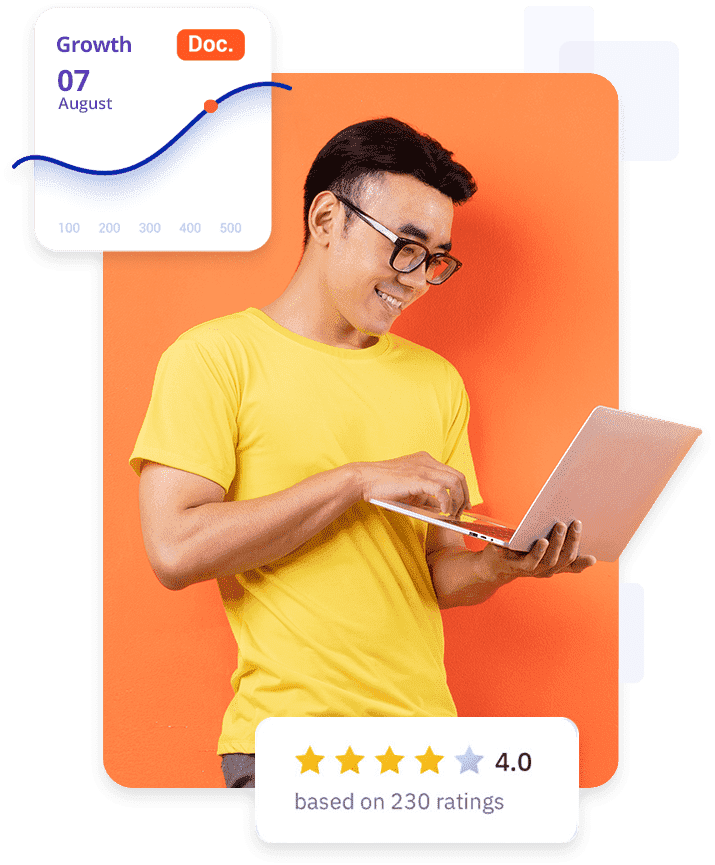 Growth Doc.
07
August
100 200 300 400 500
4.0
based on 230 ratings